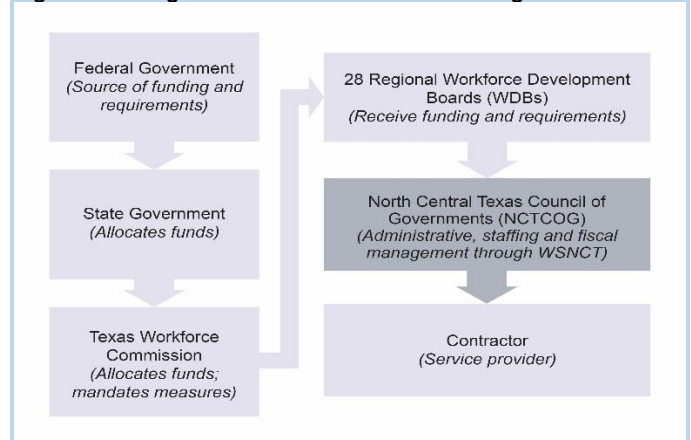 Federal Government
(Source of funding and
requirements)
State Government
(Allocates funds)
Texas Workforce
Commission
(Allocates funds;
mandates measures)
28 Regional Workforce Development
Boards (WDBs)
(Receive funding and requirements)
North Central Texas Council of
Governments (NCTCOG)
(Administrative, staffing and fiscal
management through WSNCT)
Contractor
(Service provider)